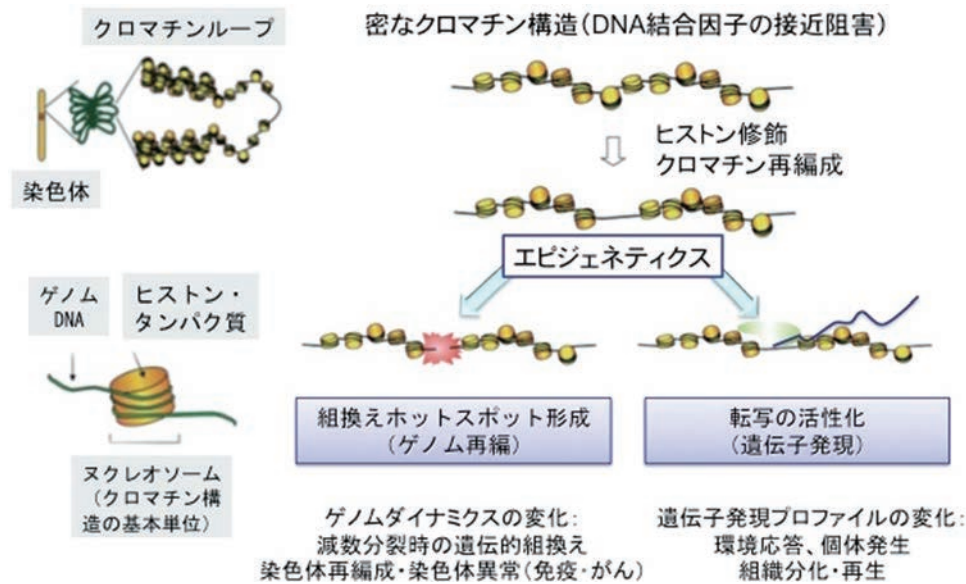 クロマチンループ
染色体
ゲノム
DNA
ヒストン・
タンパク質
ヌクレオソーム
(クロマチン構
造の基本単位)
密なクロマチン構造(DNA結合因子の接近阻害)
ヒストン修飾
クロマチン再編成
エピジェネティクス
組換えホットスポット形成
(ゲノム再編)
転写の活性化
(遺伝子発現)
ゲノムダイナミクスの変化:
減数分裂時の遺伝的組換え
染色体再編成・染色体異常(免疫・がん)
遺伝子発現プロファイルの変化:
環境応答、個体発生
組織分化・再生